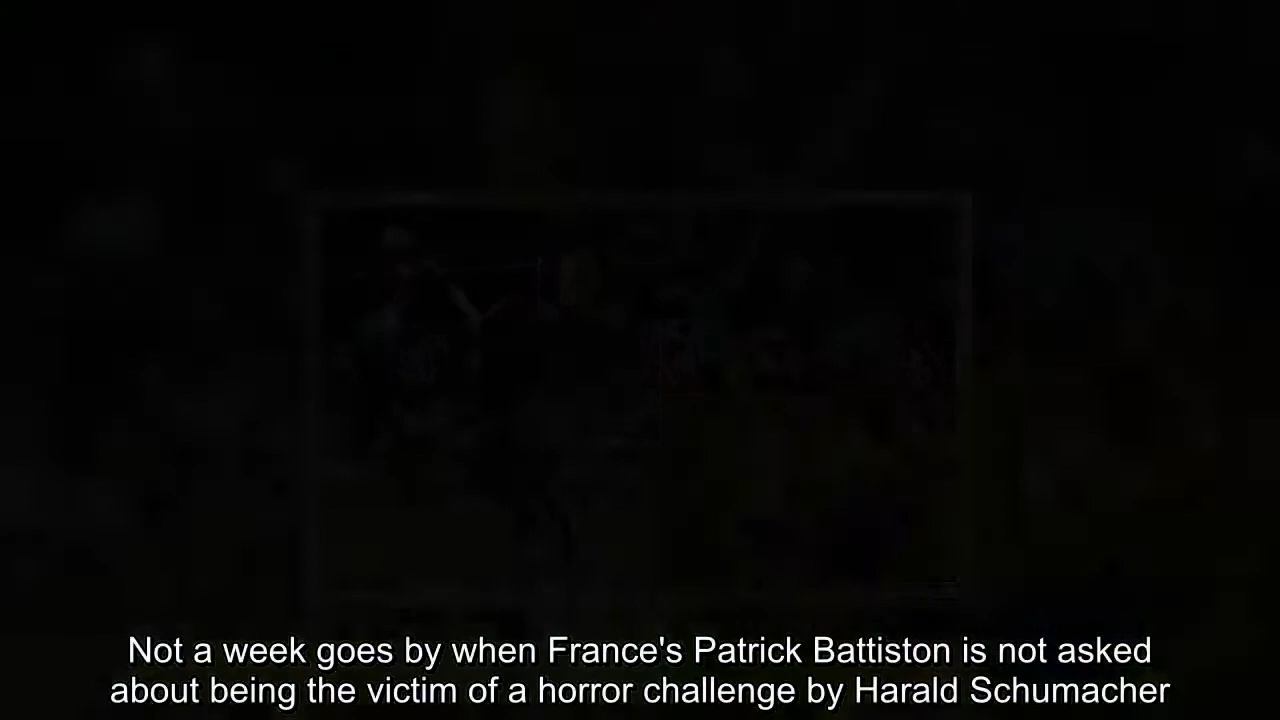 Not a week goes by when France's Patrick Battiston is not asked
about being the victim of a horror challenge by Harald Schumacher